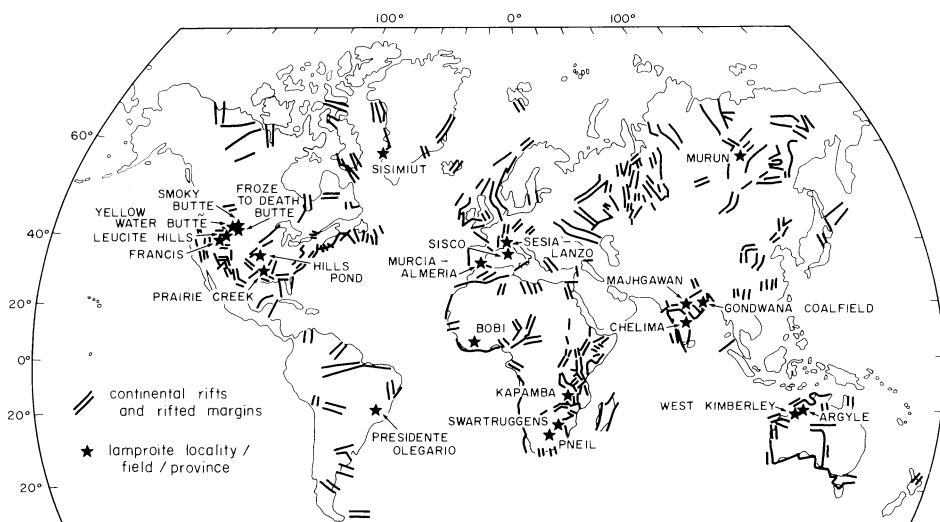 100° 0° 100°
60°
40°
20°
0°
20°
20°
SISIMIUT
MURUN
SMOKY
BUTTE
FROZE
TO DEATH
BUTTE
YELLOW
WATER BUTTE
LEUCITE HILLS
FRANCIS
HILLS
POND
PRAIRIE CREEK
SISCO
SESIA-
LANZO
MURCIA-
ALMERIA
MAJHGAWAN
GONDWANA COALFIELD
CHELIMA
BOBI
KAPAMBA
SWARTRUGGENS
PNEIL
WEST KIMBERLEY
ARGYLE
PRESIDENTE
OLEGARIO
continental rifts
and rifted margins
lamproite locality/
field/province